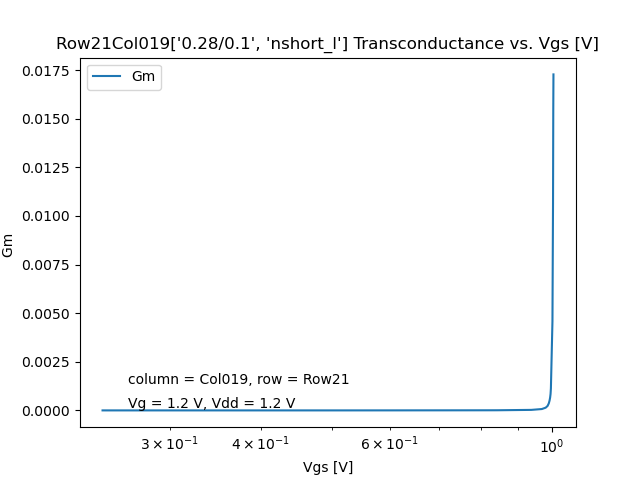 Row21Col019['0.28/0.1', 'nshort_l'] Transconductance vs. Vgs [V]
Gm
0.0175
0.0150
0.0125
0.0100
0.0075
0.0050
0.0025
0.0000
Gm
column = Col019, row = Row21
Vg = 1.2 V, Vdd = 1.2 V
3 × 10⁻¹ 4 × 10⁻¹ 6 × 10⁻¹ 10⁰
Vgs [V]